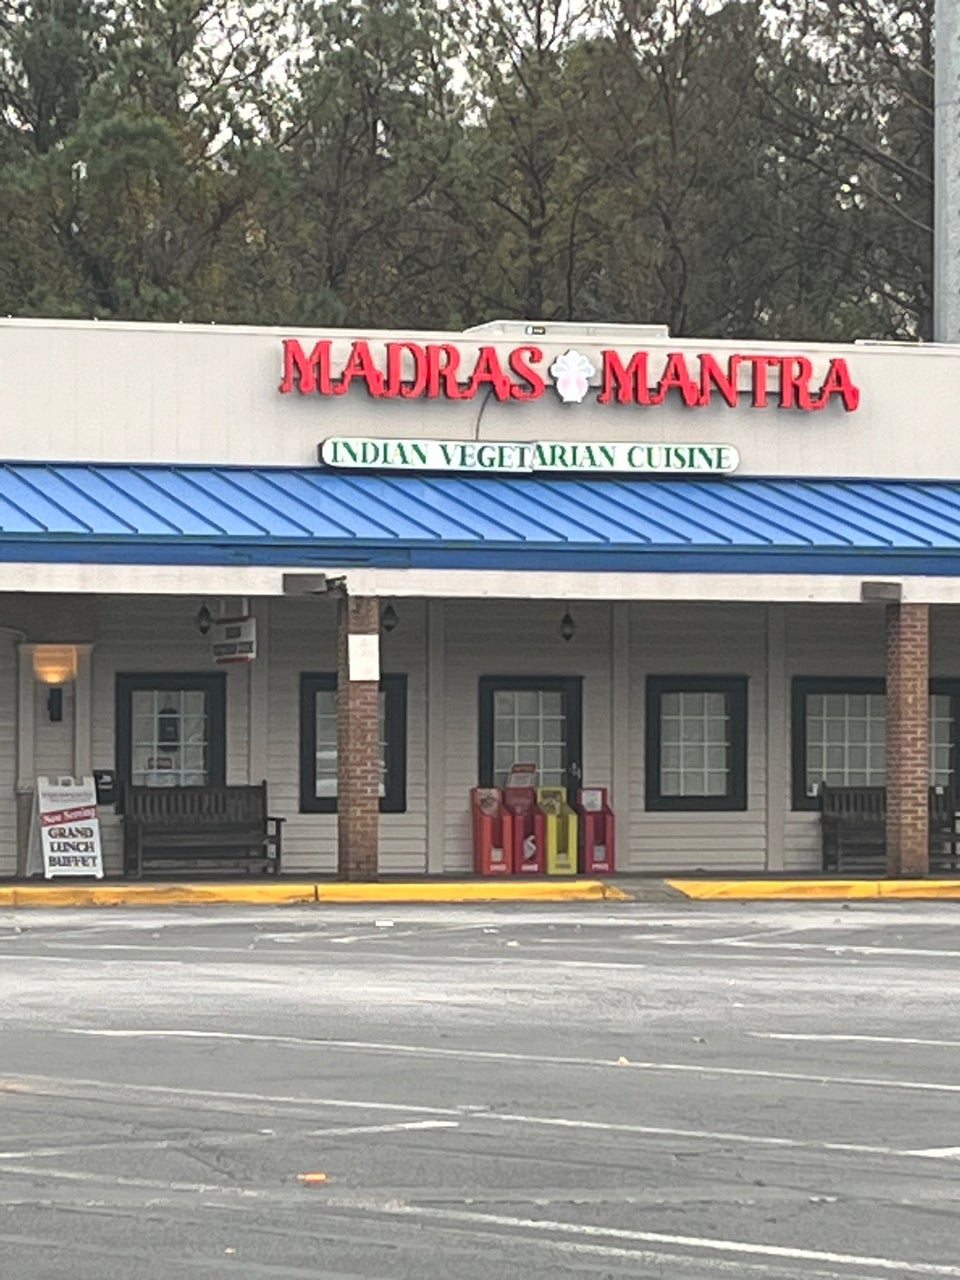 MADRAS MANTRA
INDIAN VEGETARIAN CUISINE
Now Serving
GRAND
LUNCH
BUFFET